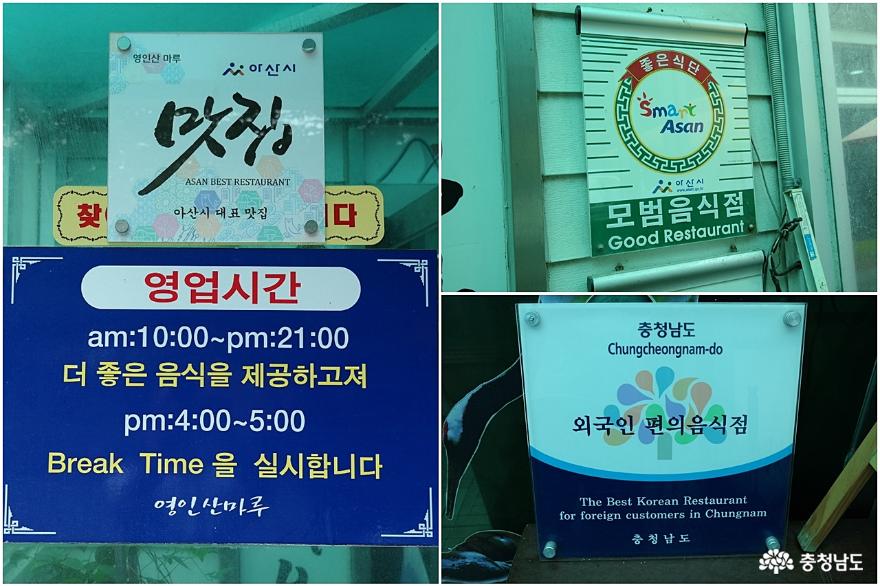 영인산 마루
아산시
맛집
ASAN BEST RESTAURANT
아산시 대표 맛집
찾 니다
영업시간
am:10:00~pm:21:00
더 좋은 음식을 제공하고져
pm:4:00~5:00
Break Time을 실시합니다
영인산마루
좋은식단
Smart
Asan
아산시
모범음식점
Good Restaurant
충청남도
Chungcheongnam-do
외국인 편의음식점
The Best Korean Restaurant
for foreign customers in Chungnam
충청남도
충청남도